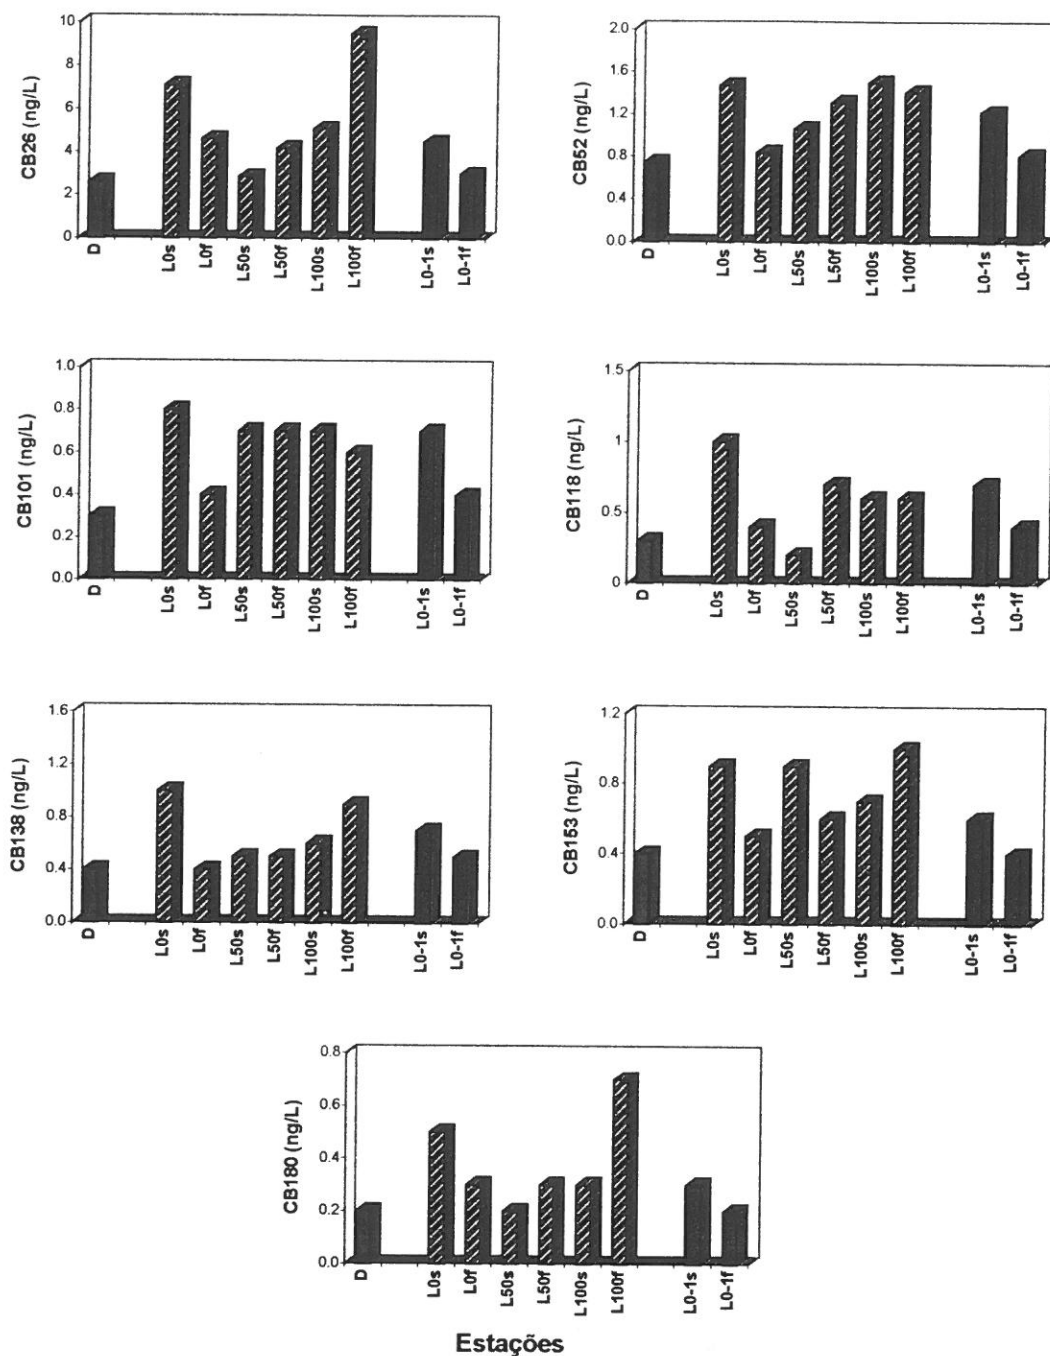 CB26 (ng/L)
10
8
6
4
2
0
D
L0s
L0f
L50s
L50f
L100s
L100f
L0-1s
L0-1f
CB52 (ng/L)
2.0
1.6
1.2
0.8
0.4
0.0
D
L0s
L0f
L50s
L50f
L100s
L100f
L0-1s
L0-1f
CB101 (ng/L)
1.0
0.8
0.6
0.4
0.2
0.0
D
L0s
L0f
L50s
L50f
L100s
L100f
L0-1s
L0-1f
CB118 (ng/L)
1.5
1
0.5
0
D
L0s
L0f
L50s
L50f
L100s
L100f
L0-1s
L0-1f
CB138 (ng/L)
1.6
1.2
0.8
0.4
0.0
D
L0s
L0f
L50s
L50f
L100s
L100f
L0-1s
L0-1f
CB153 (ng/L)
1.2
0.8
0.4
0.0
D
L0s
L0f
L50s
L50f
L100s
L100f
L0-1s
L0-1f
CB180 (ng/L)
0.8
0.6
0.4
0.2
0.0
D
L0s
L0f
L50s
L50f
L100s
L100f
L0-1s
L0-1f
Estações